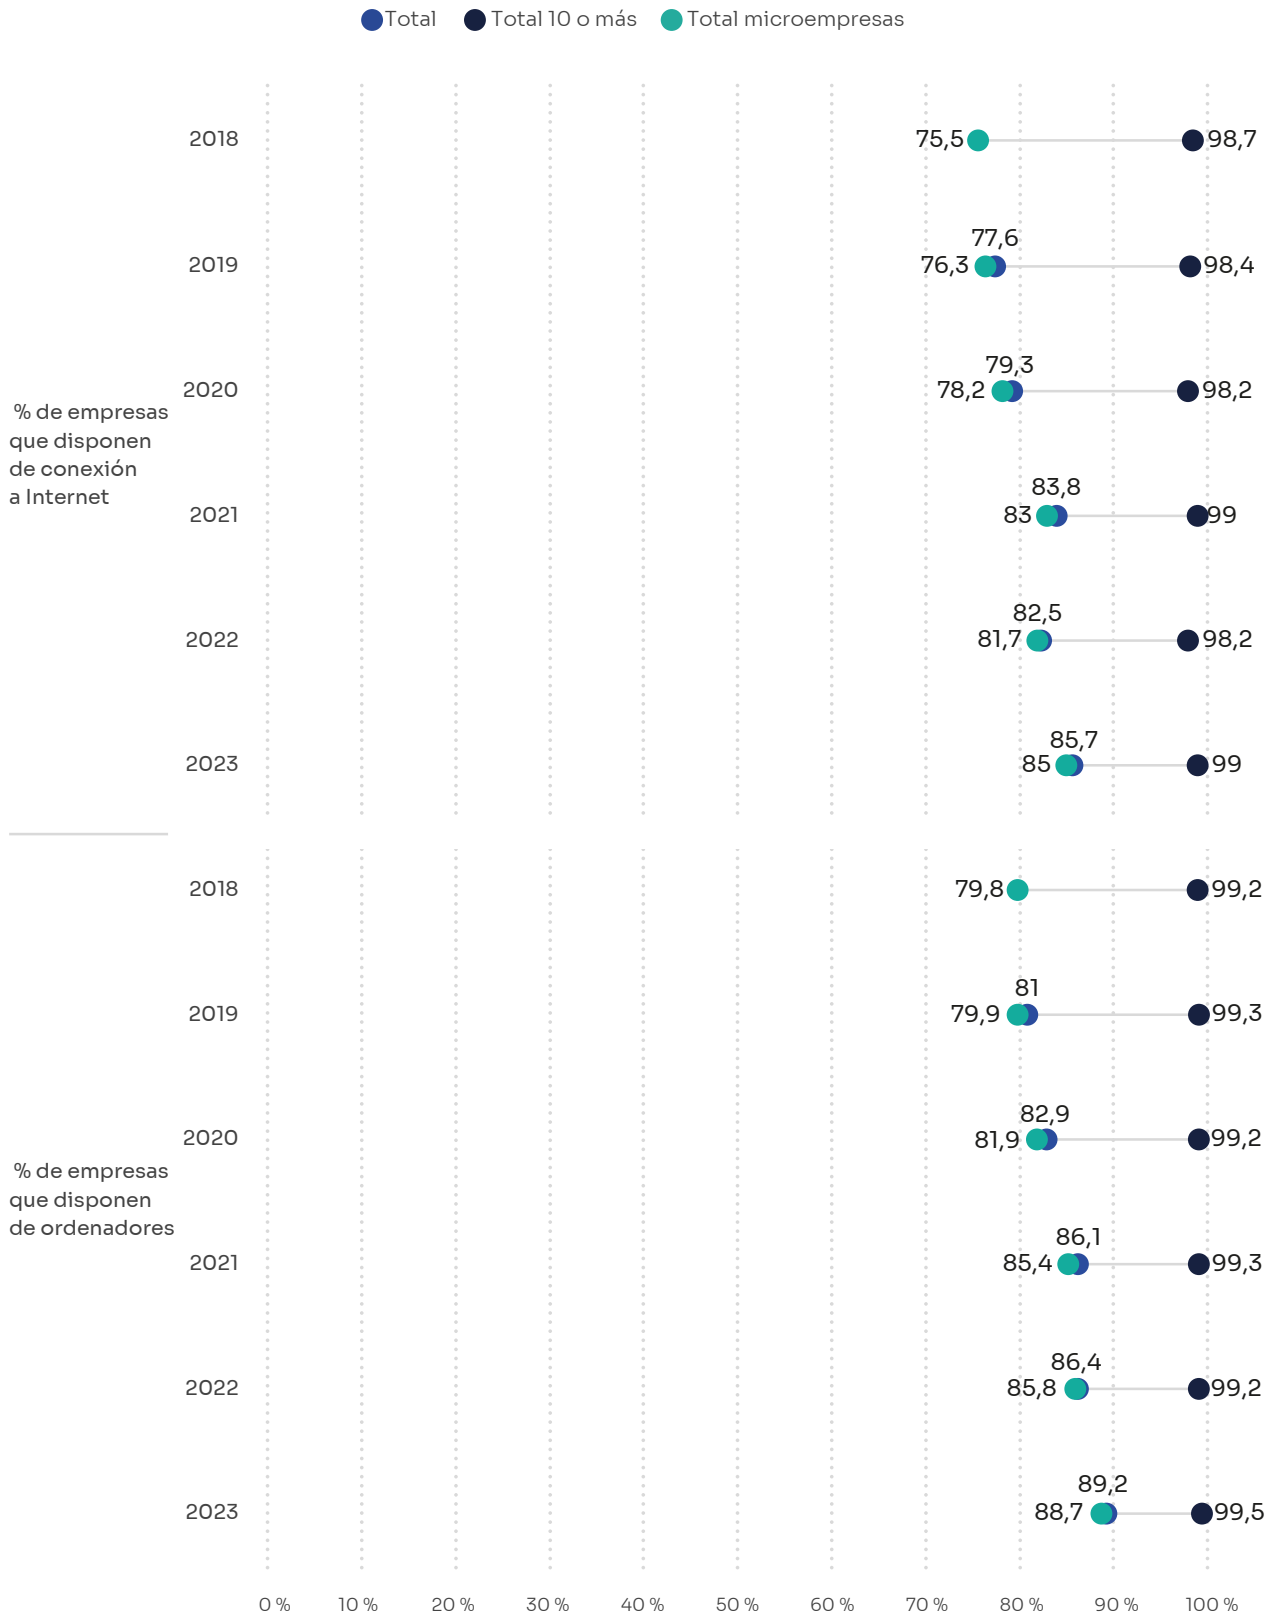 Total Total 10 o más Total microempresas
2018 75,5 98,7
77,6
2019 76,3 98,4
79,3
2020 78,2 98,2
% de empresas
que disponen
de conexión
a Internet
83,8
2021 83 99
82,5
2022 81,7 98,2
85,7
2023 85 99
2018 79,8 99,2
81
2019 79,9 99,3
82,9
2020 81,9 99,2
% de empresas
que disponen
de ordenadores
86,1
2021 85,4 99,3
86,4
2022 85,8 99,2
89,2
2023 88,7 99,5
0 % 10 % 20 % 30 % 40 % 50 % 60 % 70 % 80 % 90 % 100 %